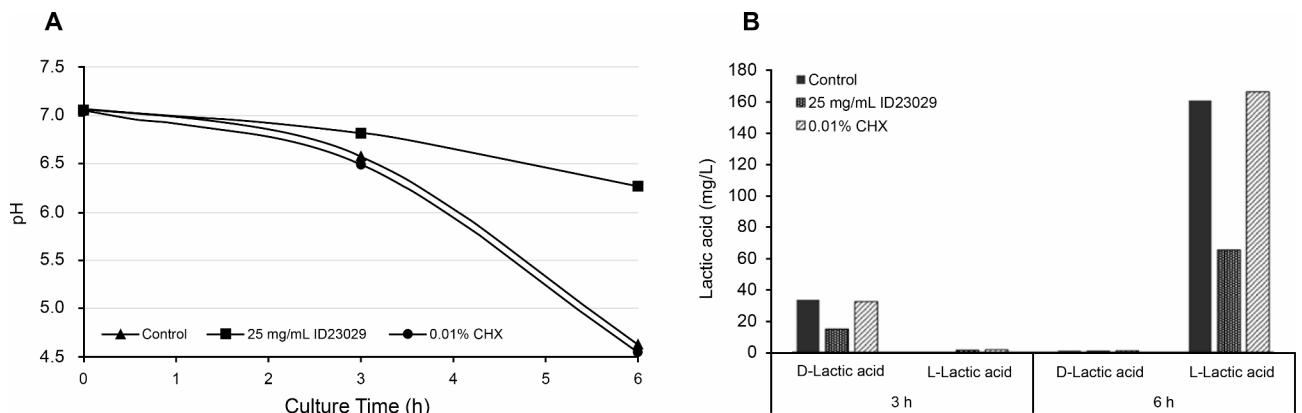 A
7.5
7.0
6.5
6.0
5.5
5.0
4.5
pH
Control
25 mg/mL ID23029
0.01% CHX
0 1 2 3 4 5 6
Culture Time (h)
B
180
160
140
120
100
80
60
40
20
0
Lactic acid (mg/L)
Control
25 mg/mL ID23029
0.01% CHX
D-Lactic acid L-Lactic acid D-Lactic acid L-Lactic acid
3 h 6 h